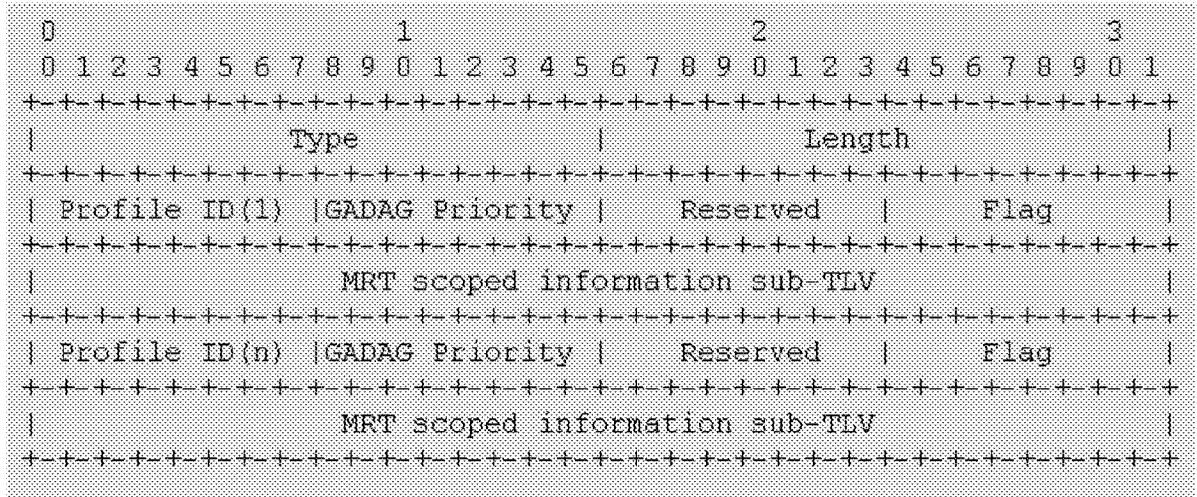 0                   1                   2                   3
 0 1 2 3 4 5 6 7 8 9 0 1 2 3 4 5 6 7 8 9 0 1 2 3 4 5 6 7 8 9 0 1
+-+-+-+-+-+-+-+-+-+-+-+-+-+-+-+-+-+-+-+-+-+-+-+-+-+-+-+-+-+-+-+-+
|              Type             |           Length              |
+-+-+-+-+-+-+-+-+-+-+-+-+-+-+-+-+-+-+-+-+-+-+-+-+-+-+-+-+-+-+-+-+
| Profile ID(1) |GADAG Priority |    Reserved   |     Flag      |
+-+-+-+-+-+-+-+-+-+-+-+-+-+-+-+-+-+-+-+-+-+-+-+-+-+-+-+-+-+-+-+-+
|                 MRT scoped information sub-TLV                |
+-+-+-+-+-+-+-+-+-+-+-+-+-+-+-+-+-+-+-+-+-+-+-+-+-+-+-+-+-+-+-+-+
| Profile ID(n) |GADAG Priority |    Reserved   |     Flag      |
+-+-+-+-+-+-+-+-+-+-+-+-+-+-+-+-+-+-+-+-+-+-+-+-+-+-+-+-+-+-+-+-+
|                 MRT scoped information sub-TLV                |
+-+-+-+-+-+-+-+-+-+-+-+-+-+-+-+-+-+-+-+-+-+-+-+-+-+-+-+-+-+-+-+-+